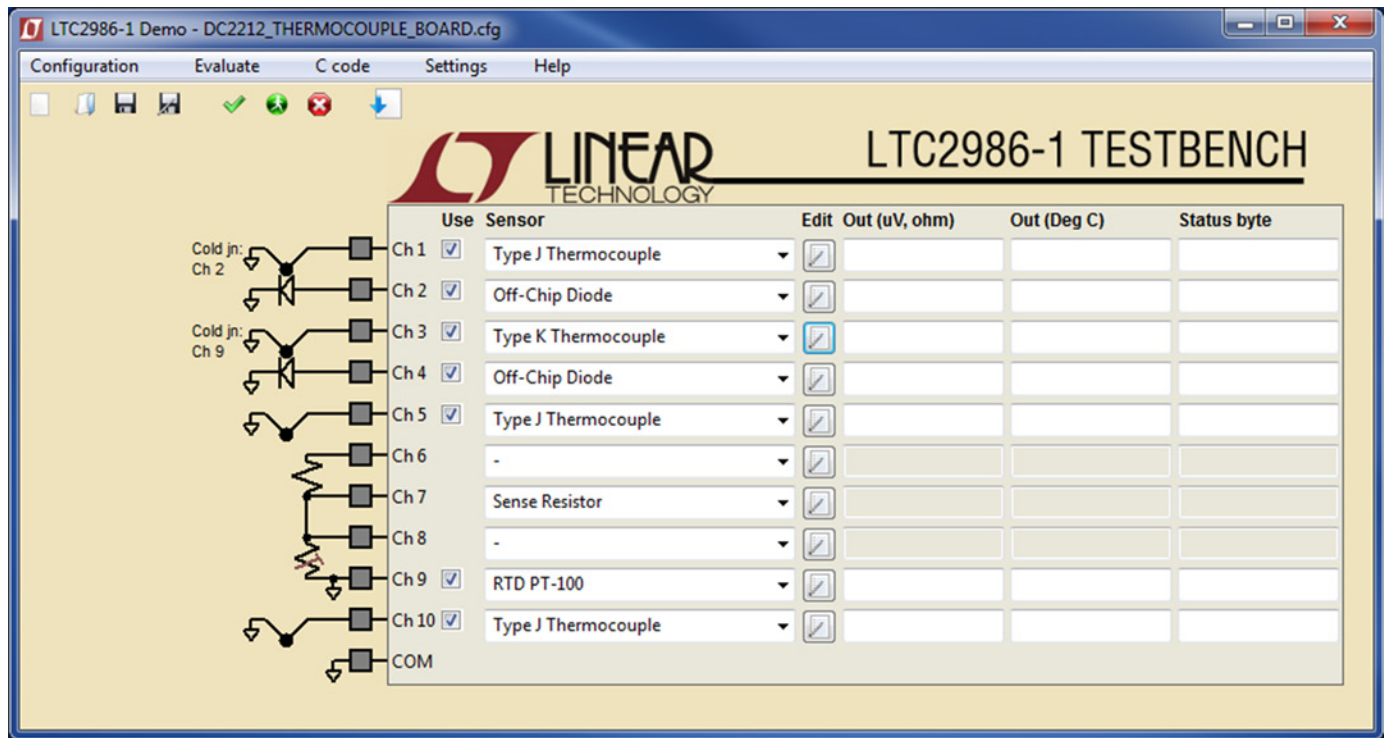 LTC2986-1 Demo - DC2212_THERMOCOUPLE_BOARD.cfg
Configuration Evaluate C code Settings Help
LINEAR TECHNOLOGY
LTC2986-1 TESTBENCH
Use Sensor Edit Out (uV, ohm) Out (Deg C) Status byte
Cold jn: Ch 2
Ch 1 Type J Thermocouple
Ch 2 Off-Chip Diode
Cold jn: Ch 9
Ch 3 Type K Thermocouple
Ch 4 Off-Chip Diode
Ch 5 Type J Thermocouple
Ch 6 -
Ch 7 Sense Resistor
Ch 8 -
Ch 9 RTD PT-100
Ch 10 Type J Thermocouple
COM